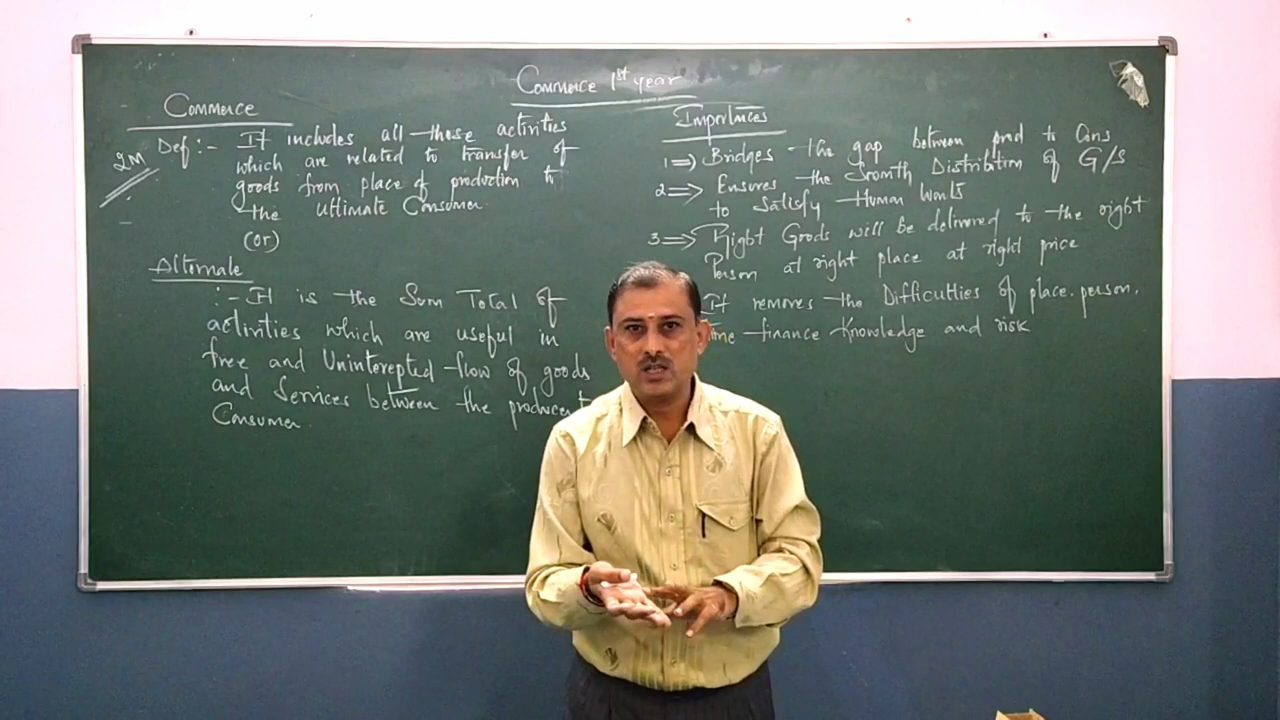 Commerce 1st year
Commerce
2M
Def :- It includes all those activities
which are related to transfer of
goods from place of production to
the ultimate Consumer.
(or)
Alternate
:- It is the Sum Total of
activities which are useful in
free and Uninterepted flow of goods
and Services between the producer
Consumer.
Importances
1⇒ Bridges the gap between prod to Cons
2⇒ Ensures the Smooth Distribution of G/S
to Satisfy Human Wants
3⇒ Right Goods will be delivered to the right
Person at right place at right price
It removes the Difficulties of place. person.
finance Knowledge and risk